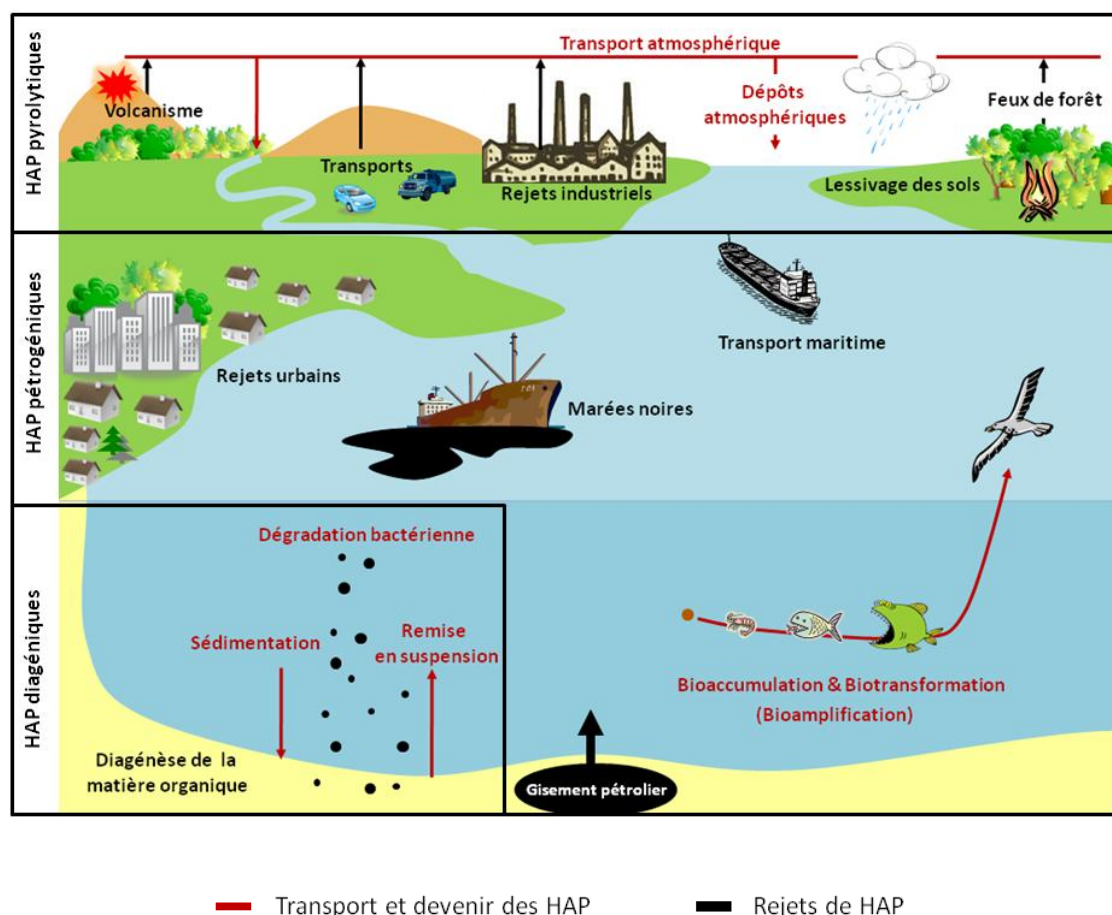 HAP pyrolytiques
Transport atmosphérique
Volcanisme
Dépôts
atmosphériques
Feux de forêt
Transports
Rejets industriels
Lessivage des sols
HAP pétrogéniques
Transport maritime
Rejets urbains
Marées noires
HAP diagéniques
Dégradation bactérienne
Sédimentation
Remise
en suspension
Bioaccumulation & Biotransformation
(Bioamplification)
Diagénèse de la
matière organique
Gisement pétrolier
Transport et devenir des HAP
Rejets de HAP